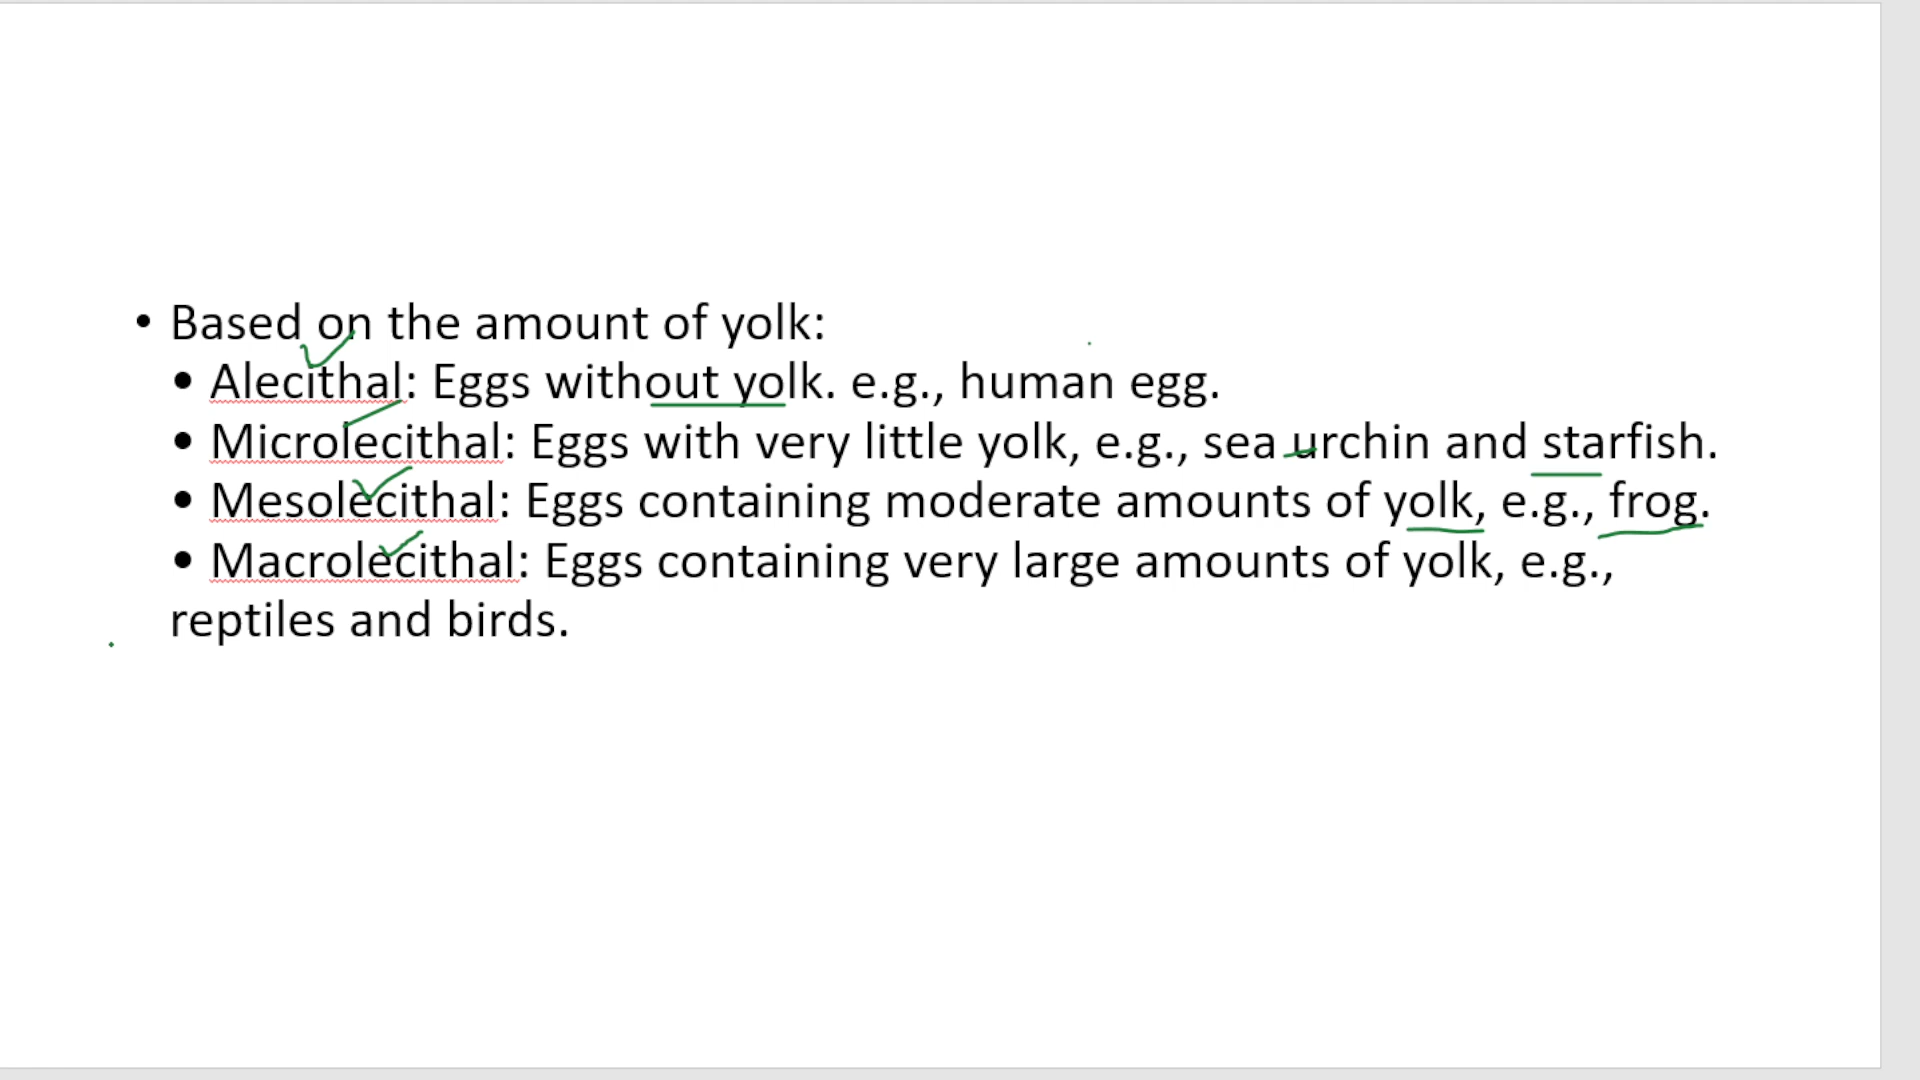 • Based on the amount of yolk:
• Alecithal: Eggs without yolk. e.g., human egg.
• Microlecithal: Eggs with very little yolk, e.g., sea urchin and starfish.
• Mesolecithal: Eggs containing moderate amounts of yolk, e.g., frog.
• Macrolecithal: Eggs containing very large amounts of yolk, e.g.,
reptiles and birds.